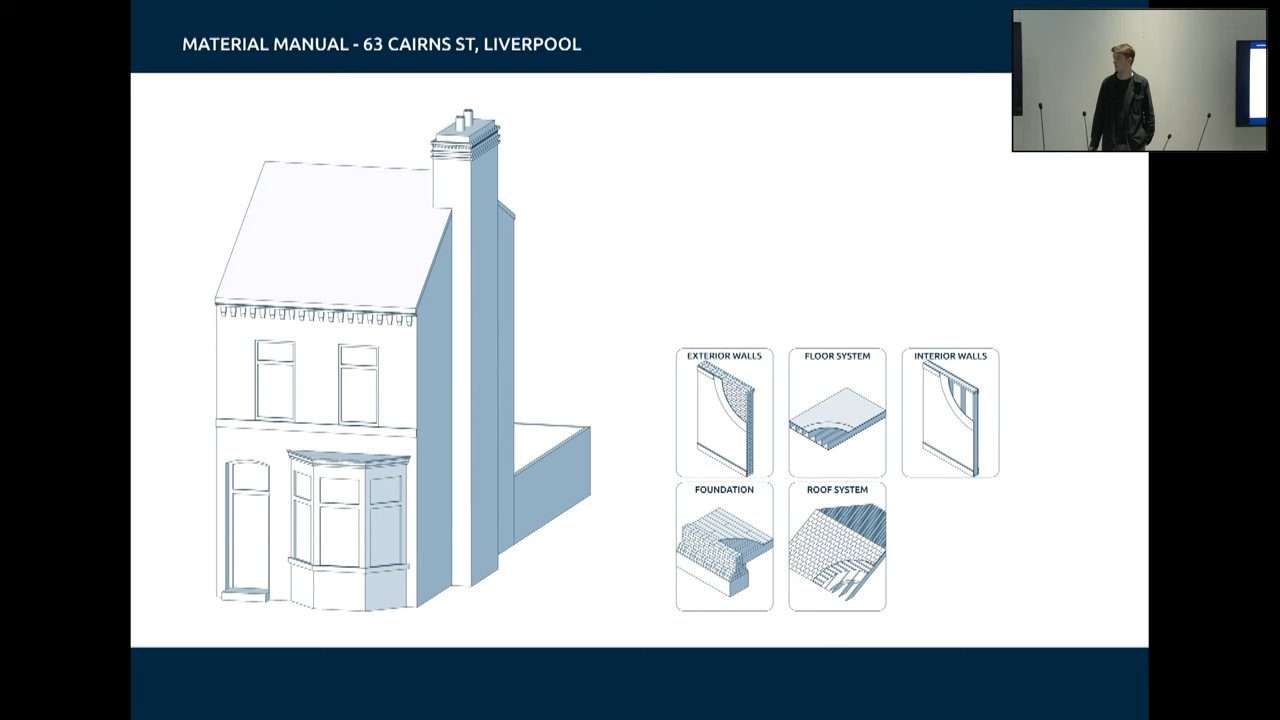 MATERIAL MANUAL - 63 CAIRNS ST, LIVERPOOL
EXTERIOR WALLS
FLOOR SYSTEM
INTERIOR WALLS
FOUNDATION
ROOF SYSTEM